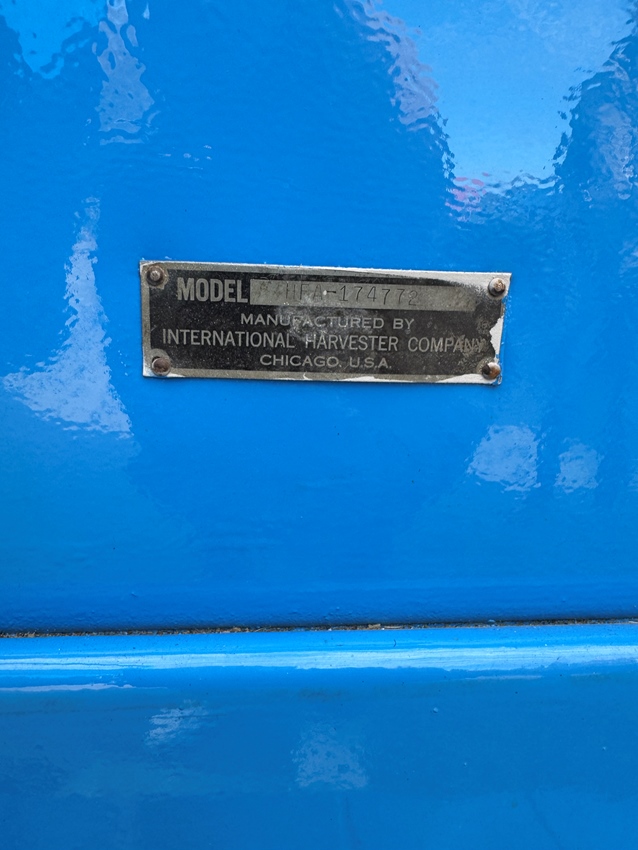 MODEL 174772
MANUFACTURED BY
INTERNATIONAL HARVESTER COMPANY
CHICAGO, U.S.A.